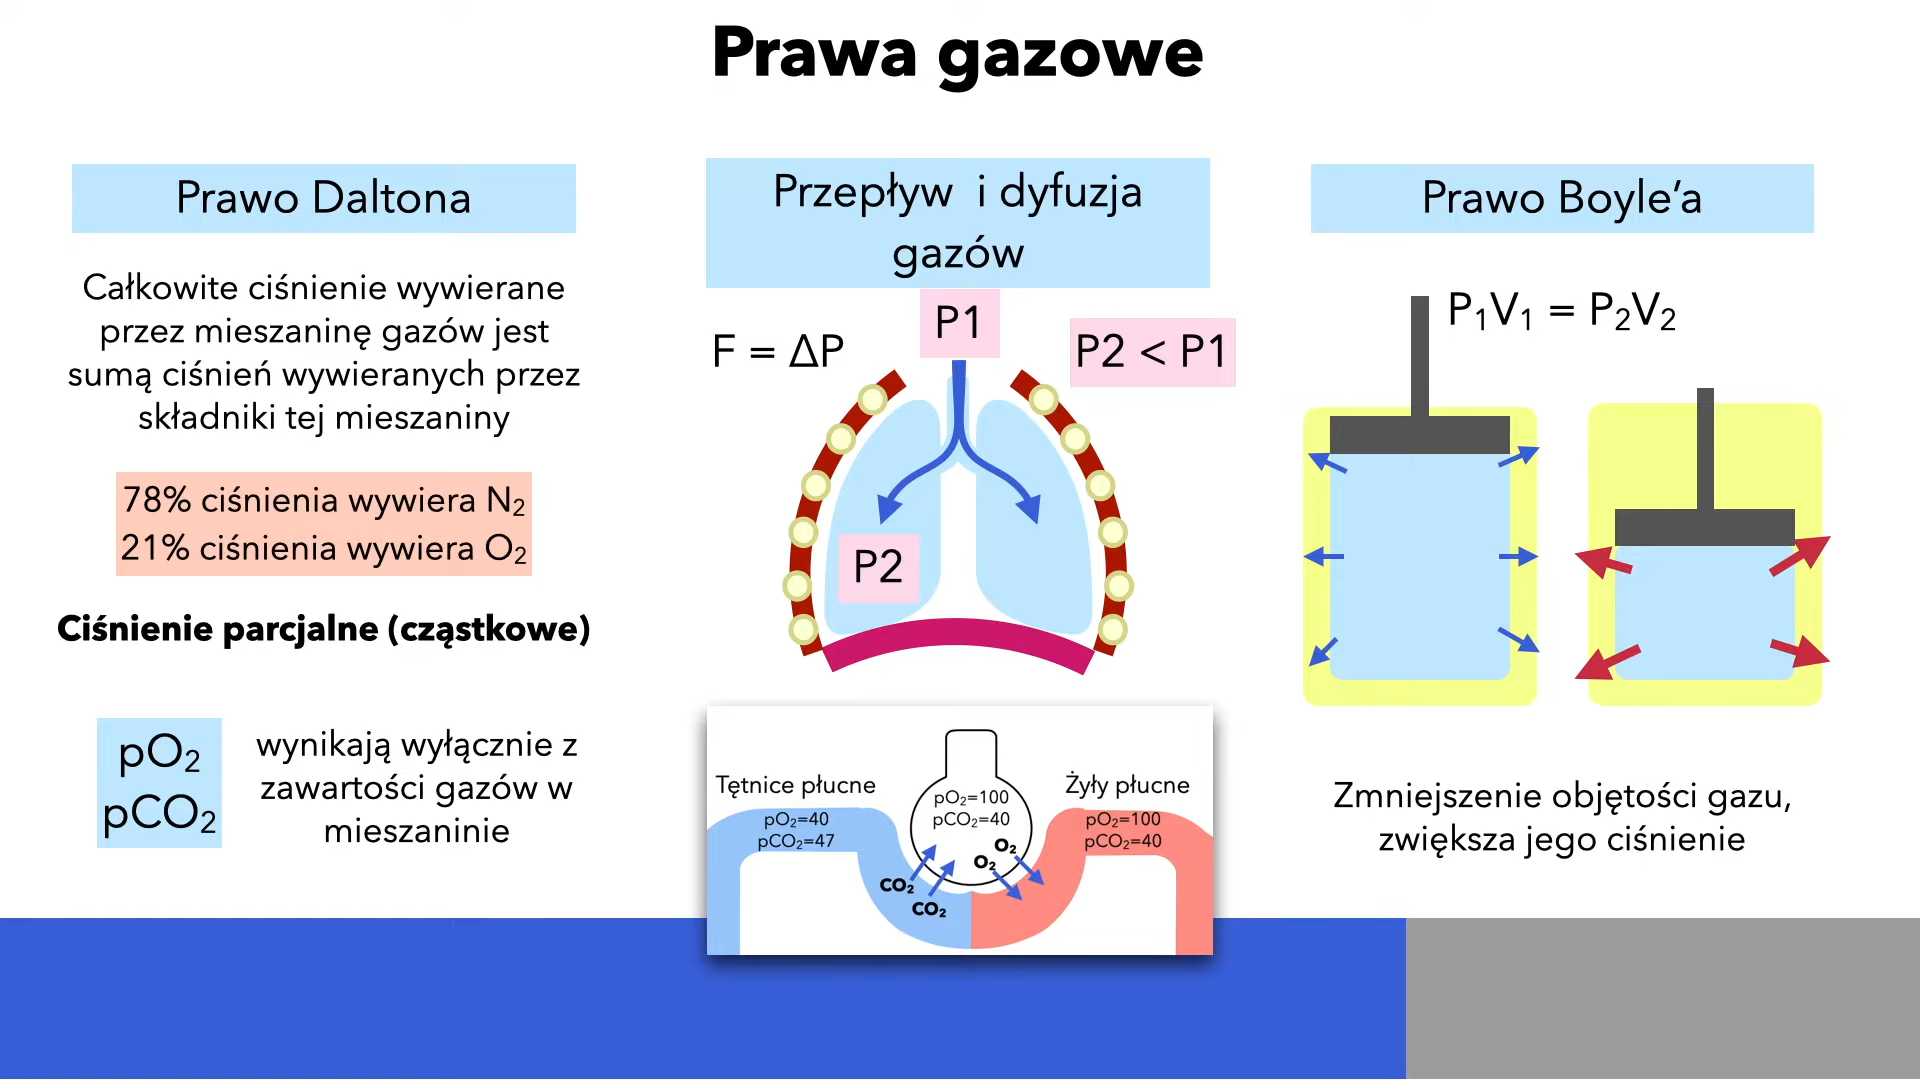 Prawa gazowe
Prawo Daltona
Całkowite ciśnienie wywierane
przez mieszaninę gazów jest
sumą ciśnień wywieranych przez
składniki tej mieszaniny
78% ciśnienia wywiera N₂
21% ciśnienia wywiera O₂
Ciśnienie parcjalne (cząstkowe)
pO₂
pCO₂
wynikają wyłącznie z
zawartości gazów w
mieszaninie
Przepływ i dyfuzja
gazów
F = ΔP
P1
P2 < P1
P2
Tętnice płucne
pO₂=40
pCO₂=47
pO₂=100
pCO₂=40
O₂
O₂
CO₂
CO₂
Żyły płucne
pO₂=100
pCO₂=40
Prawo Boyle’a
P₁V₁ = P₂V₂
Zmniejszenie objętości gazu,
zwiększa jego ciśnienie